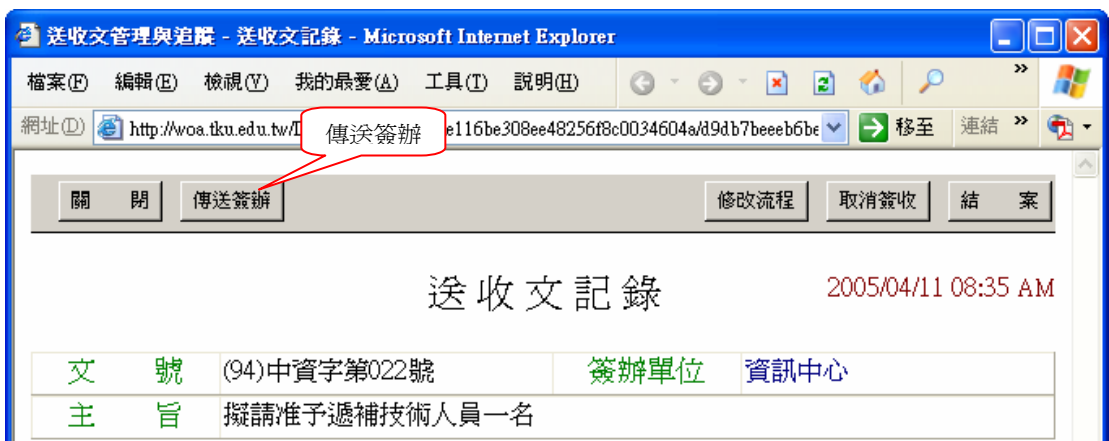 送收文管理與追蹤 - 送收文記錄 - Microsoft Internet Explorer
檔案(F) 編輯(E) 檢視(V) 我的最愛(A) 工具(T) 說明(H) »
網址(D) http://woa.tku.edu.tw/ e116be308ee48256f8c0034604a/d9db7beeeb6be 移至 連結 »
傳送簽辦
關 閉 傳送簽辦 修改流程 取消簽收 結 案
送收文記錄 2005/04/11 08:35 AM
文 號 (94)中資字第022號 簽辦單位 資訊中心
主 旨 擬請准予遞補技術人員一名